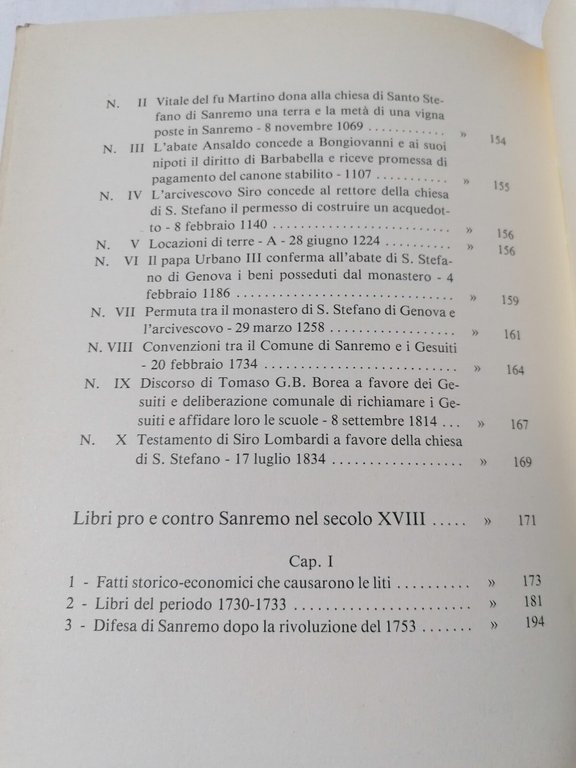 N. II Vitale del fu Martino dona alla chiesa di Santo Ste-
fano di Sanremo una terra e la metà di una vigna
poste in Sanremo - 8 novembre 1069 ............ » 154
N. III L'abate Ansaldo concede a Bongiovanni e ai suoi
nipoti il diritto di Barbabella e riceve promessa di
pagamento del canone stabilito - 1107 ............ » 155
N. IV L'arcivescovo Siro concede al rettore della chiesa
di S. Stefano il permesso di costruire un acquedot-
to - 8 febbraio 1140 ............ » 156
N. V Locazioni di terre - A - 28 giugno 1224 ............ » 156
N. VI Il papa Urbano III conferma all'abate di S. Stefa-
no di Genova i beni posseduti dal monastero - 4
febbraio 1186 ............ » 159
N. VII Permuta tra il monastero di S. Stefano di Genova e
l'arcivescovo - 29 marzo 1258 ............ » 161
N. VIII Convenzioni tra il Comune di Sanremo e i Gesuiti
- 20 febbraio 1734 ............ » 164
N. IX Discorso di Tomaso G.B. Borea a favore dei Ge-
suiti e deliberazione comunale di richiamare i Ge-
suiti e affidare loro le scuole - 8 settembre 1814 ... » 167
N. X Testamento di Siro Lombardi a favore della chiesa
di S. Stefano - 17 luglio 1834 ............ » 169
Libri pro e contro Sanremo nel secolo XVIII ..... » 171
Cap. I
1 - Fatti storico-economici che causarono le liti ............ » 173
2 - Libri del periodo 1730-1733 ............ » 181
3 - Difesa di Sanremo dopo la rivoluzione del 1753 ....... » 194